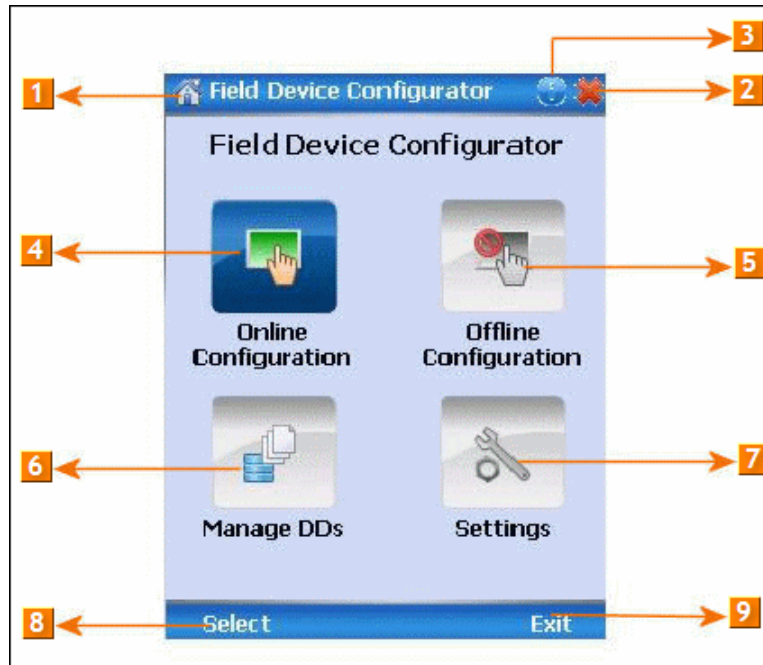 3
1
Field Device Configurator
2
Field Device Configurator
4
5
Online
Configuration
Offline
Configuration
6
7
Manage DDs
Settings
8
Select
Exit
9